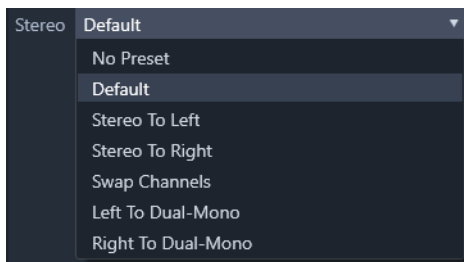 Stereo Default
No Preset
Default
Stereo To Left
Stereo To Right
Swap Channels
Left To Dual-Mono
Right To Dual-Mono